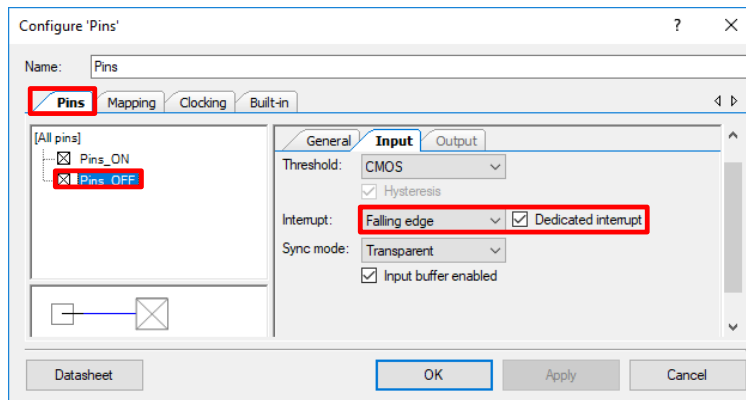 Configure 'Pins'
?
Name: Pins
Pins Mapping Clocking Built-in
[All pins]
Pins_ON
Pins_OFF
General Input Output
Threshold: CMOS
Hysteresis
Interrupt: Falling edge Dedicated interrupt
Sync mode: Transparent
Input buffer enabled
Datasheet OK Apply Cancel